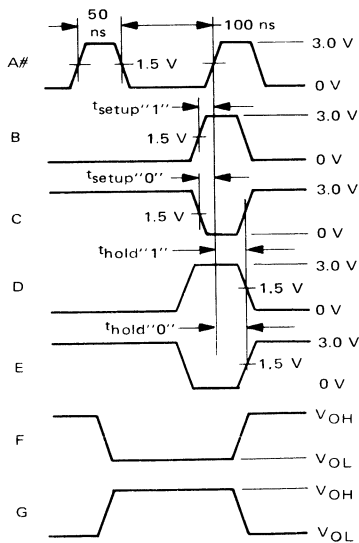 50
ns
100 ns
A#
1.5 V
3.0 V
0 V
tsetup"1"
B
1.5 V
3.0 V
0 V
tsetup"0"
C
1.5 V
3.0 V
0 V
thold"1"
D
1.5 V
3.0 V
0 V
thold"0"
E
1.5 V
3.0 V
0 V
F
VOH
VOL
G
VOH
VOL